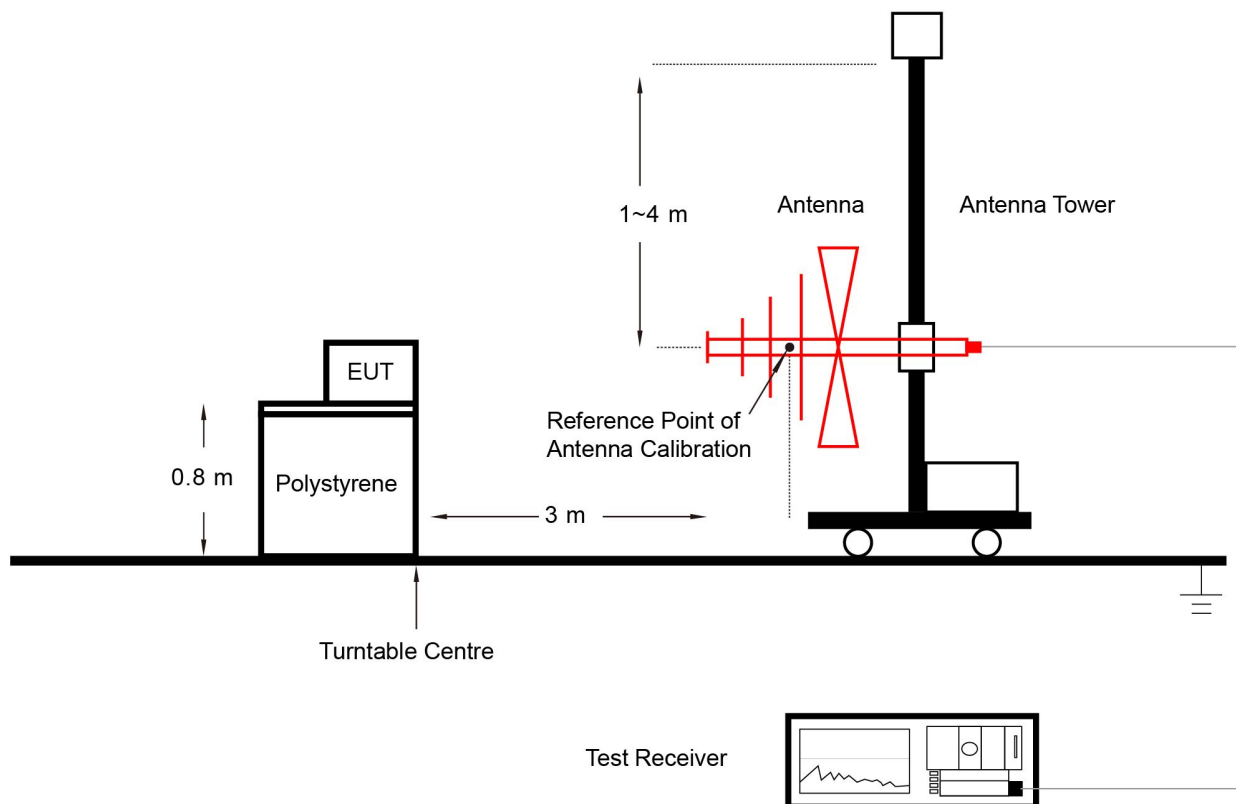 1~4 m
Antenna
Antenna Tower
EUT
Reference Point of
Antenna Calibration
0.8 m
Polystyrene
3 m
Turntable Centre
Test Receiver